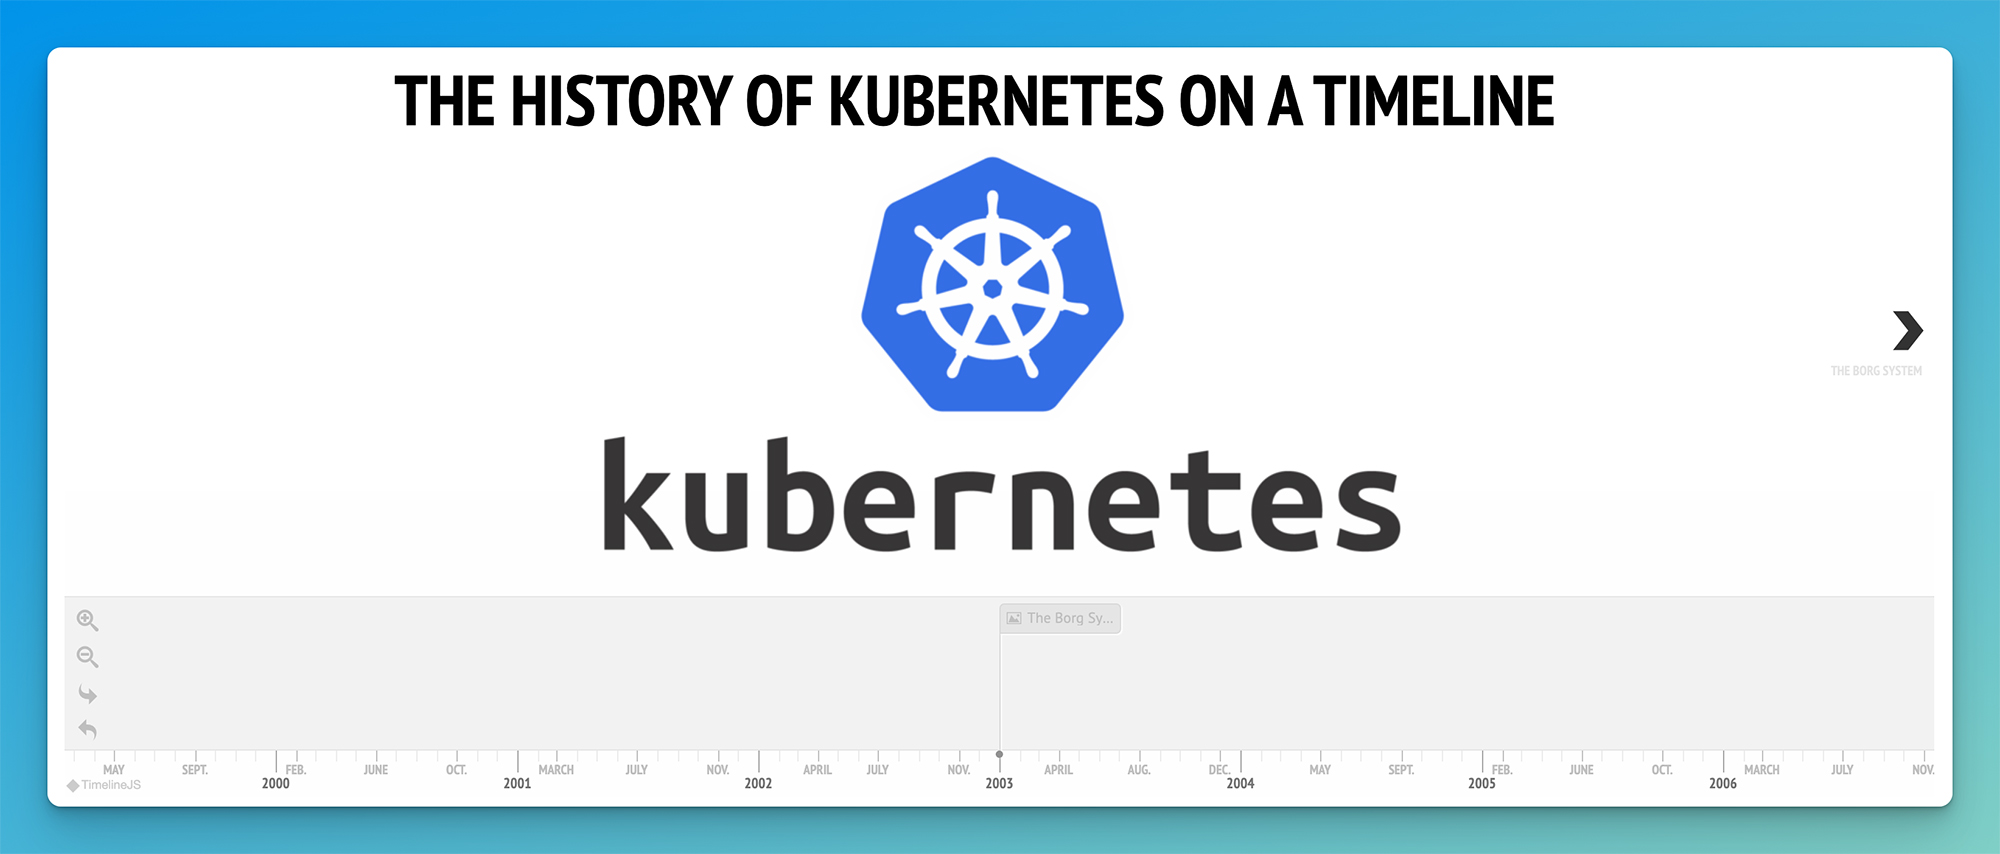 THE HISTORY OF KUBERNETES ON A TIMELINE
THE BORG SYSTEM
kubernetes
The Borg Sy...
MAY SEPT. FEB. JUNE OCT. MARCH JULY NOV. APRIL JULY NOV. APRIL AUG. DEC. MAY SEPT. FEB. JUNE OCT. MARCH JULY NOV.
TimelineJS 2000 2001 2002 2003 2004 2005 2006